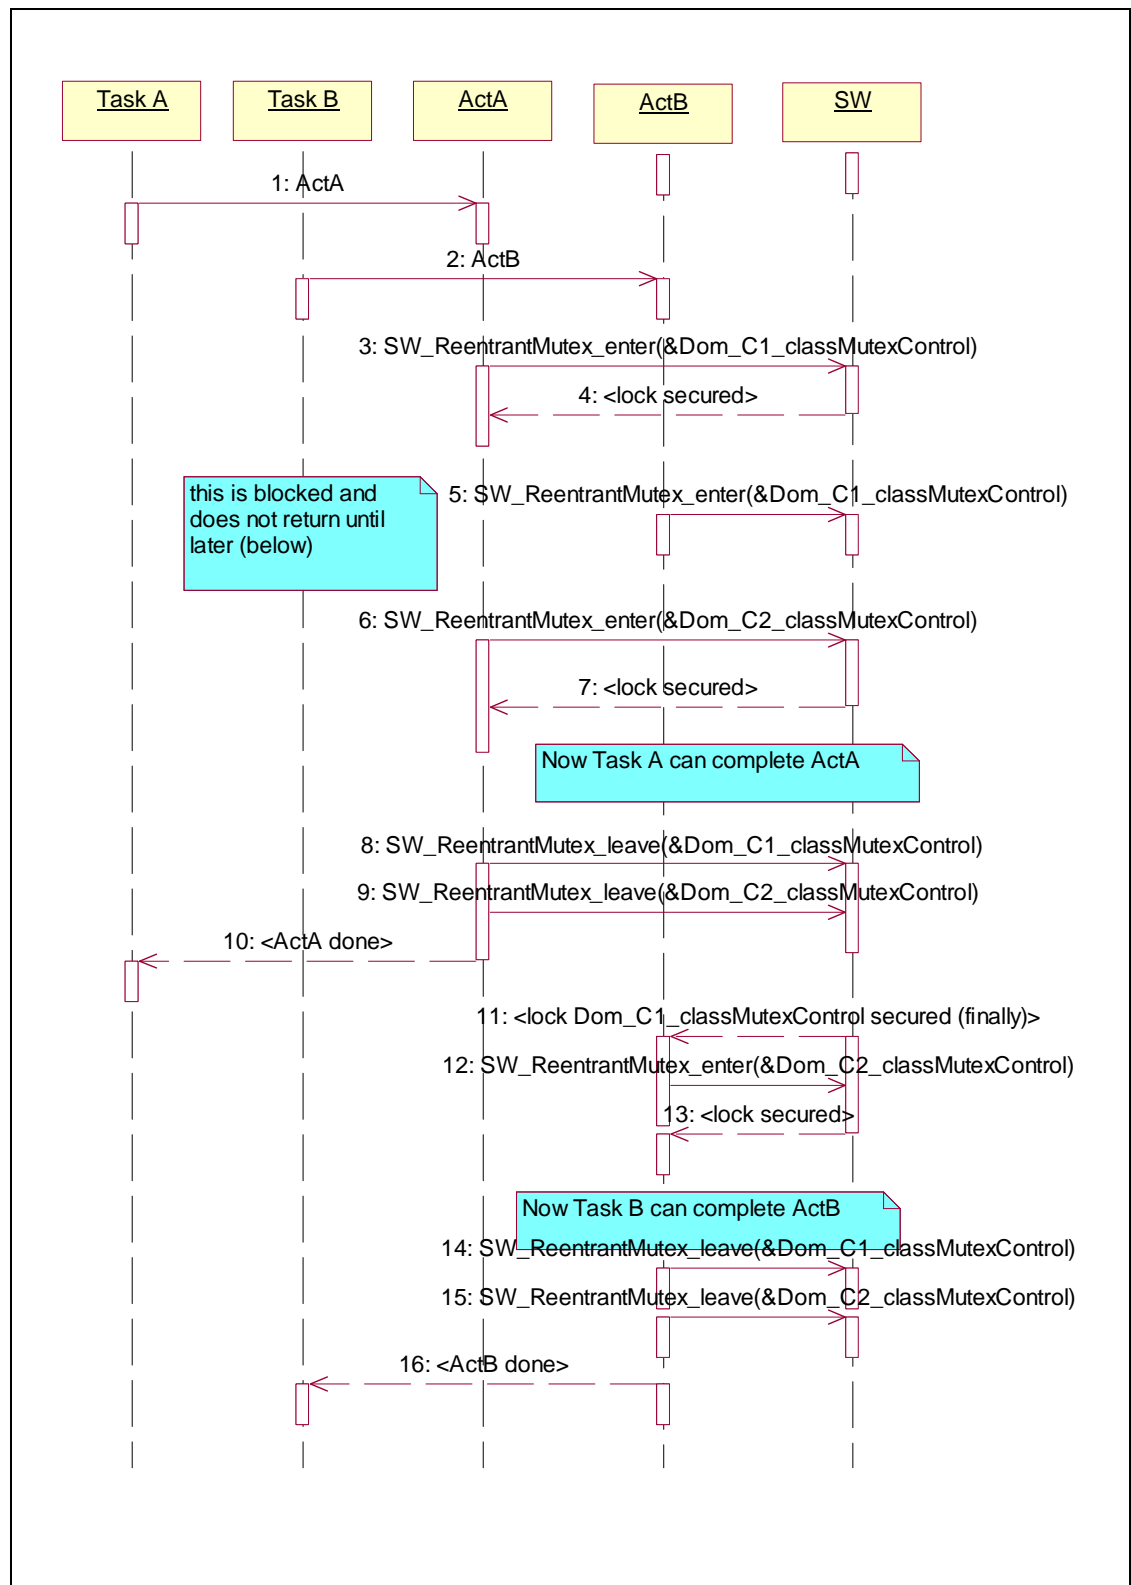 Task A
Task B
ActA
ActB
SW
1: ActA
2: ActB
3: SW_ReentrantMutex_enter(&Dom_C1_classMutexControl)
4: <lock secured>
this is blocked and
does not return until
later (below)
5: SW_ReentrantMutex_enter(&Dom_C1_classMutexControl)
6: SW_ReentrantMutex_enter(&Dom_C2_classMutexControl)
7: <lock secured>
Now Task A can complete ActA
8: SW_ReentrantMutex_leave(&Dom_C1_classMutexControl)
9: SW_ReentrantMutex_leave(&Dom_C2_classMutexControl)
10: <ActA done>
11: <lock Dom_C1_classMutexControl secured (finally)>
12: SW_ReentrantMutex_enter(&Dom_C2_classMutexControl)
13: <lock secured>
Now Task B can complete ActB
14: SW_ReentrantMutex_leave(&Dom_C1_classMutexControl)
15: SW_ReentrantMutex_leave(&Dom_C2_classMutexControl)
16: <ActB done>